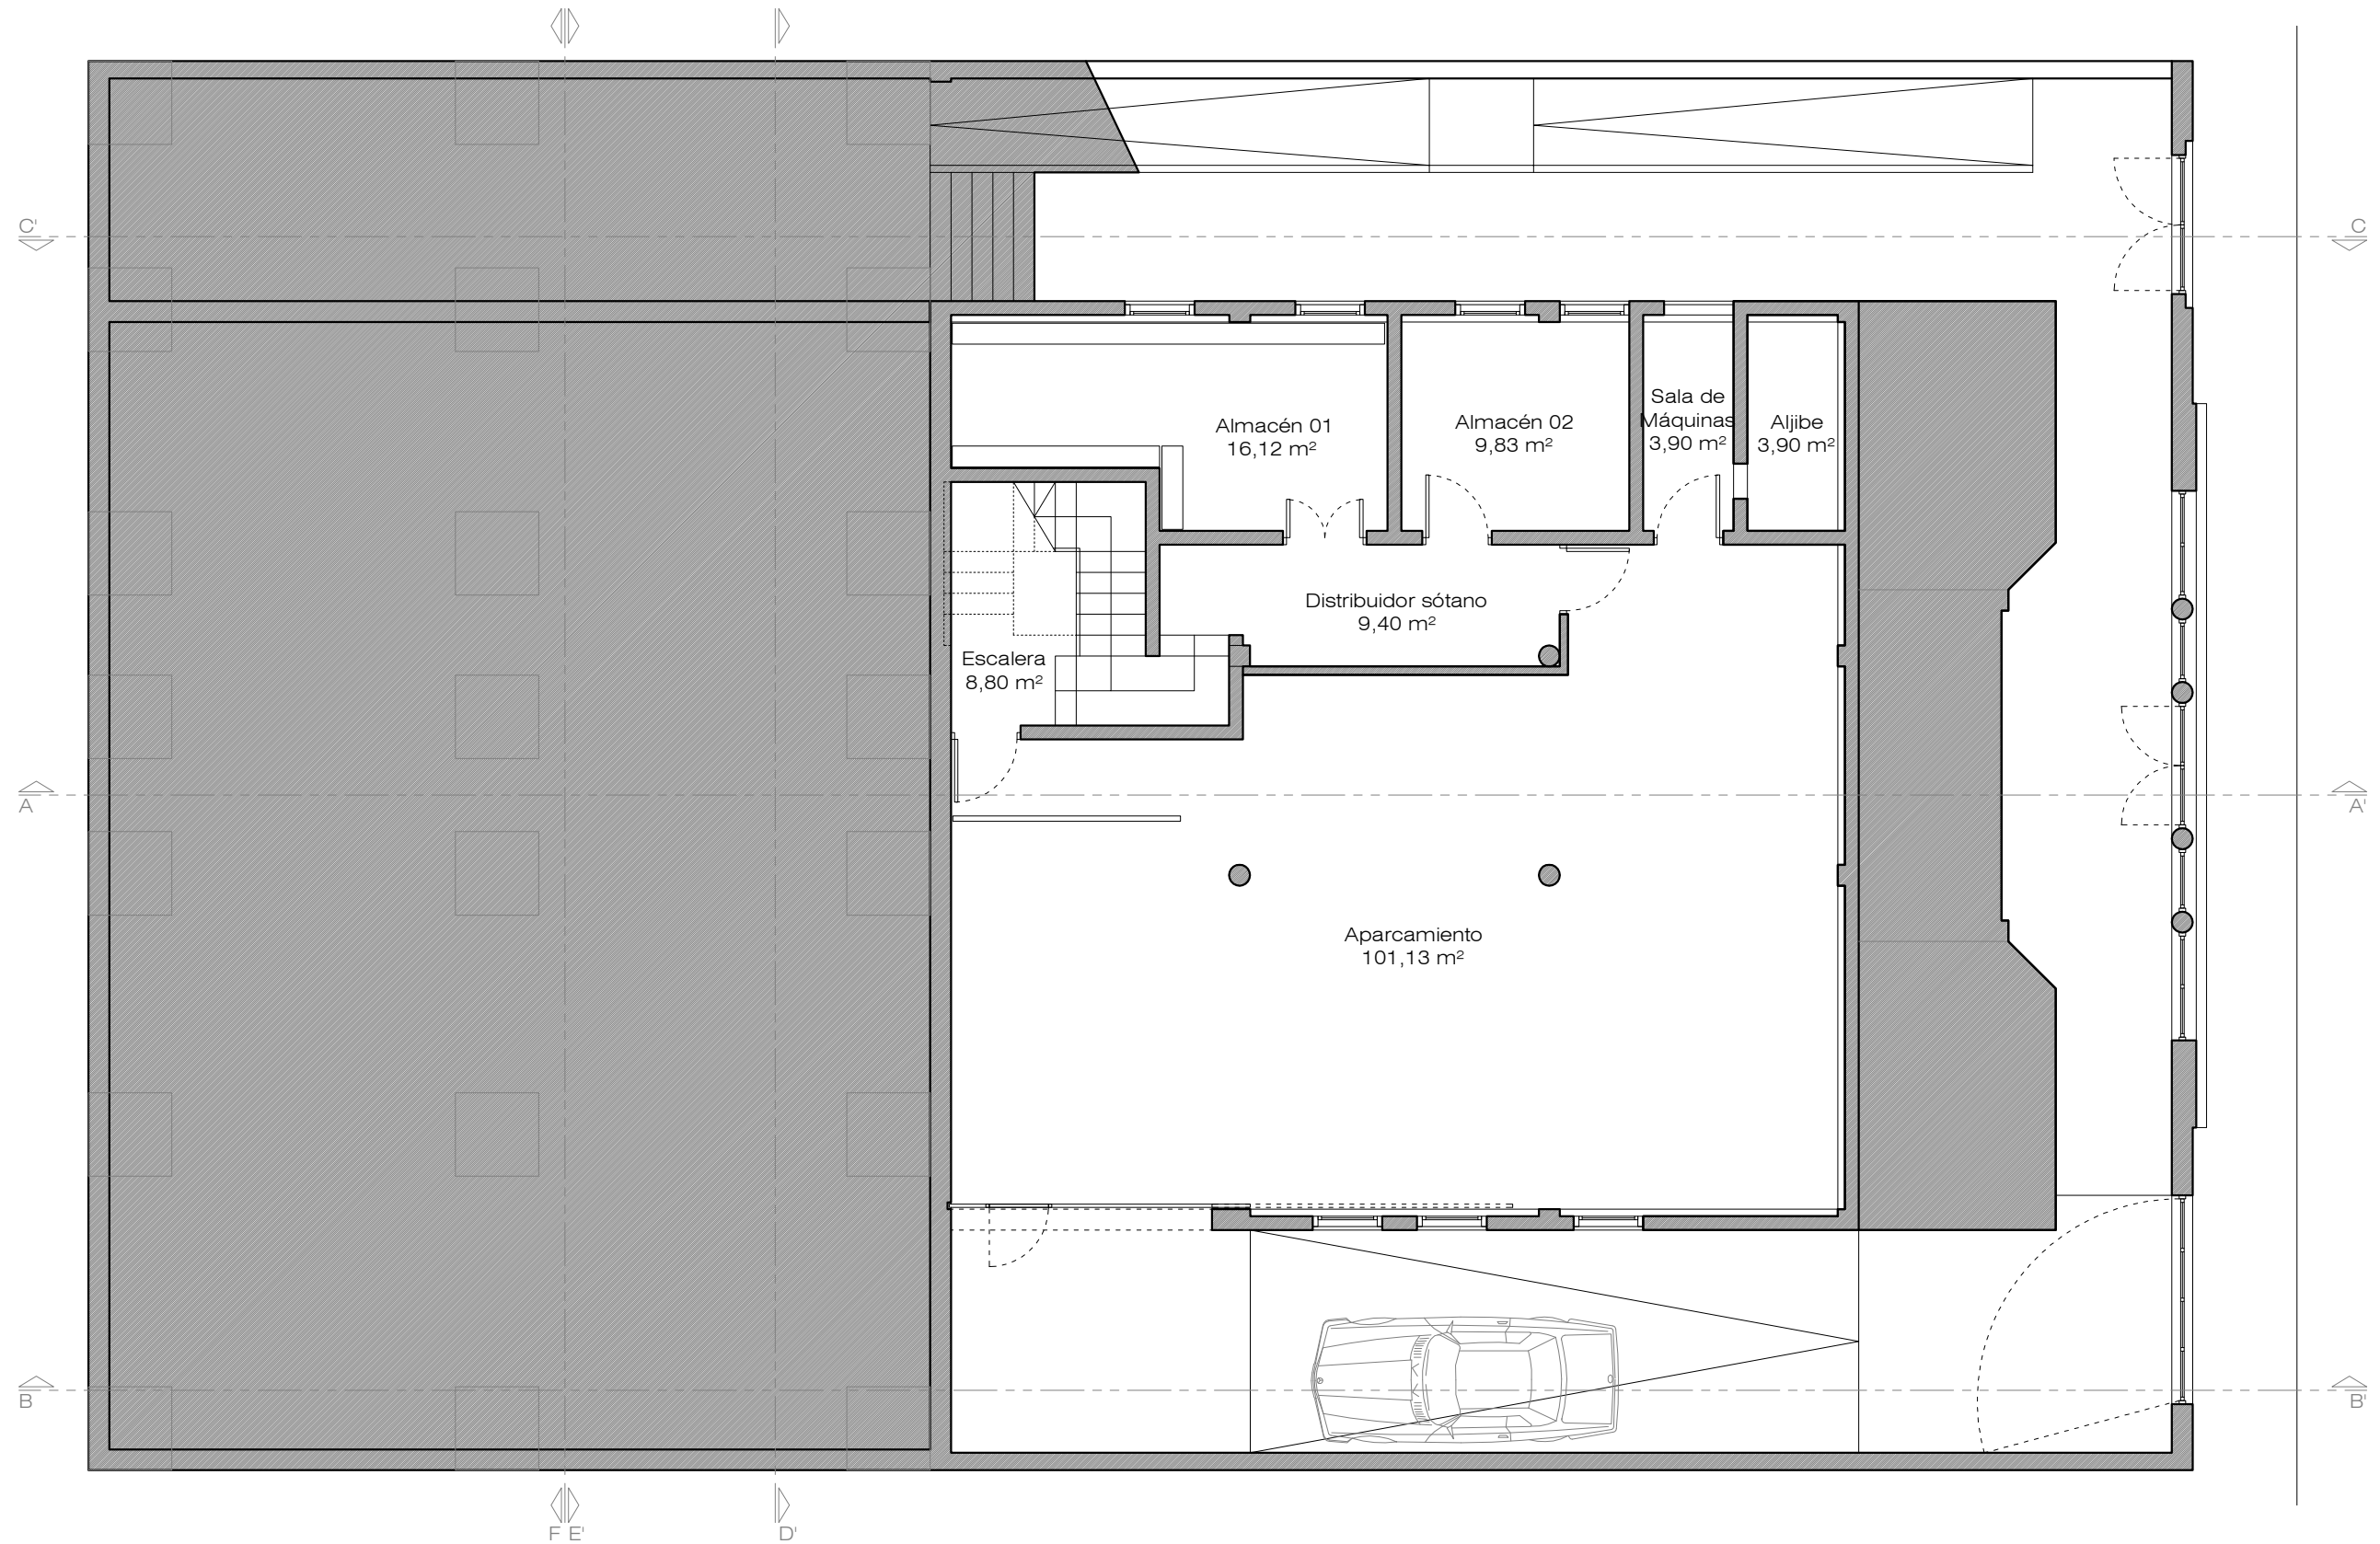 C'
C
Sala de
Máquinas
3,90 m²
Almacén 01
16,12 m²
Almacén 02
9,83 m²
Aljibe
3,90 m²
Distribuidor sótano
9,40 m²
Escalera
8,80 m²
A
A'
Aparcamiento
101,13 m²
B
B'
F E'
D'